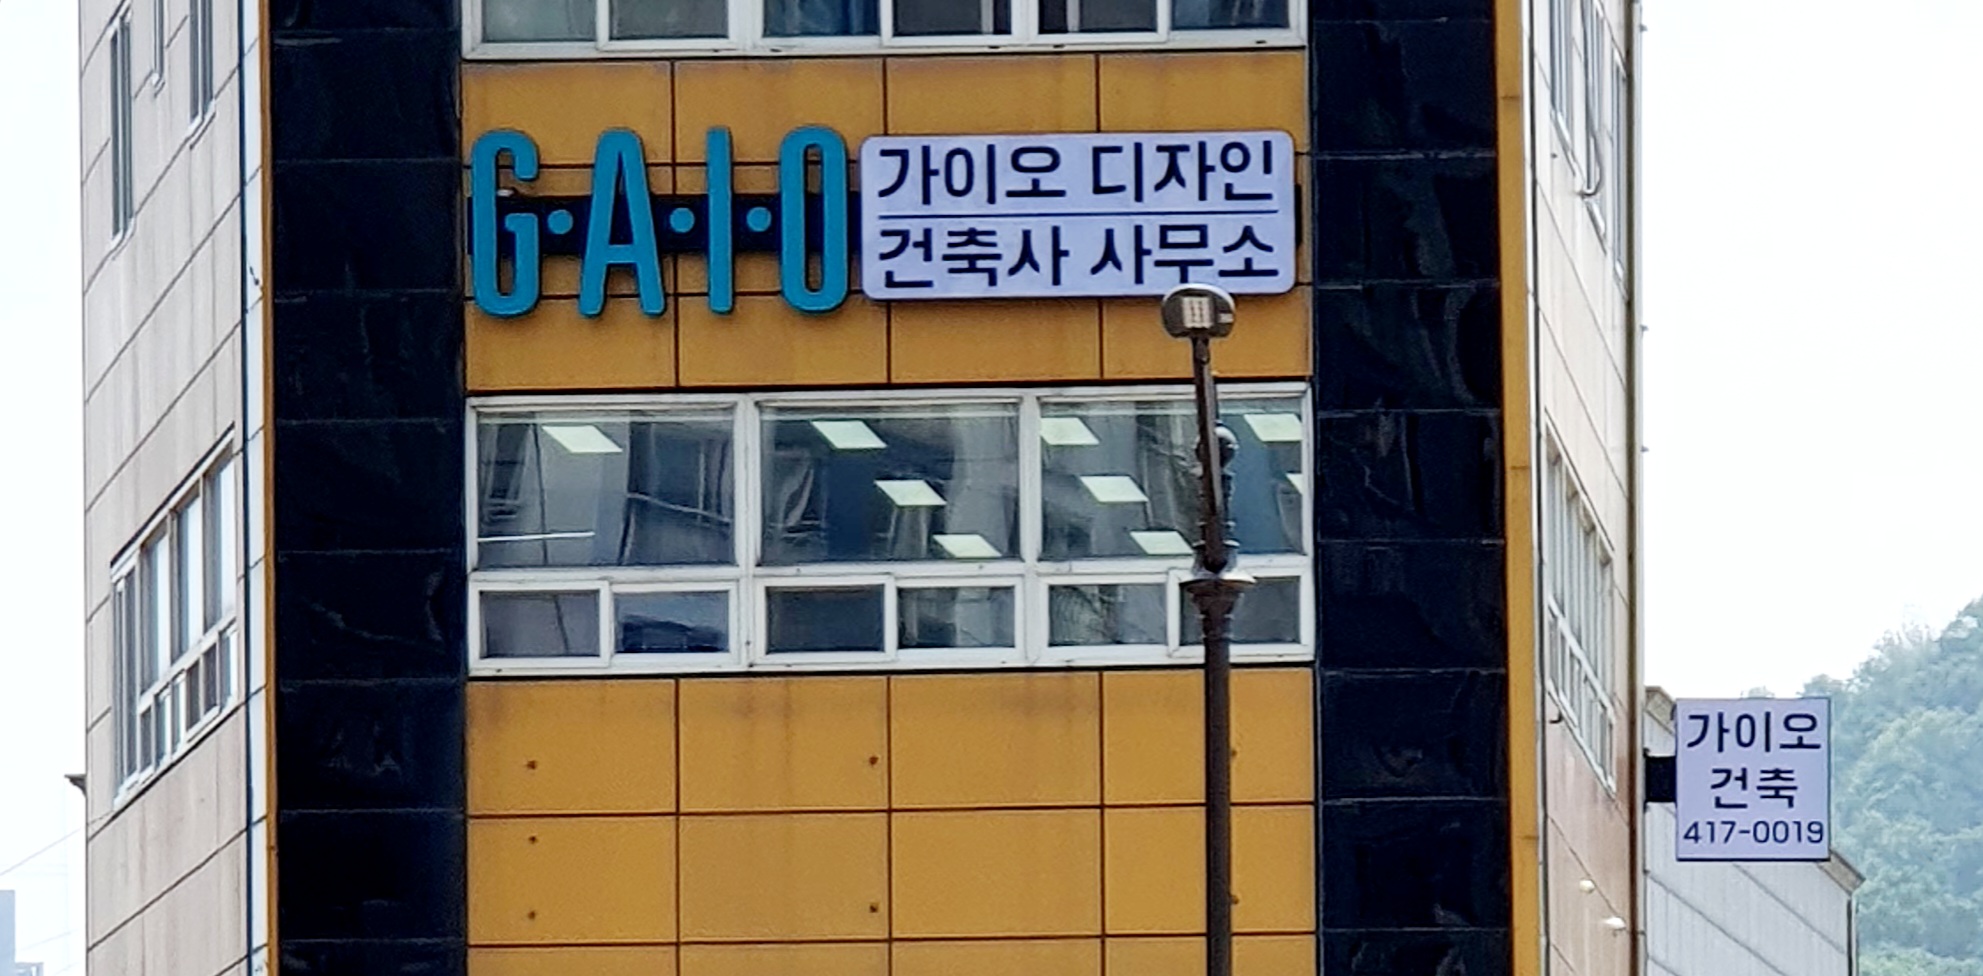 G·A·I·O
가이오 디자인
건축사 사무소
가이오
건축
417-0019